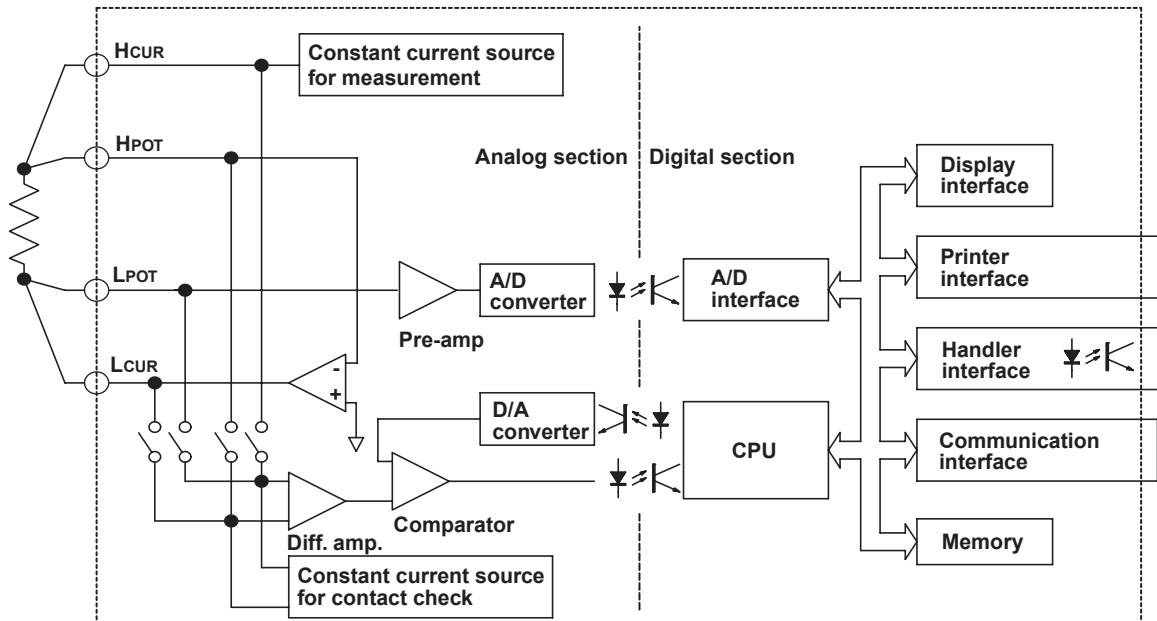 HCUR
Constant current source
for measurement
HPOT
Analog section
Digital section
Display
interface
LPOT
A/D
converter
A/D
interface
Printer
interface
Pre-amp
LCUR
-
+
Handler
interface
D/A
converter
CPU
Communication
interface
Comparator
Diff. amp.
Memory
Constant current source
for contact check